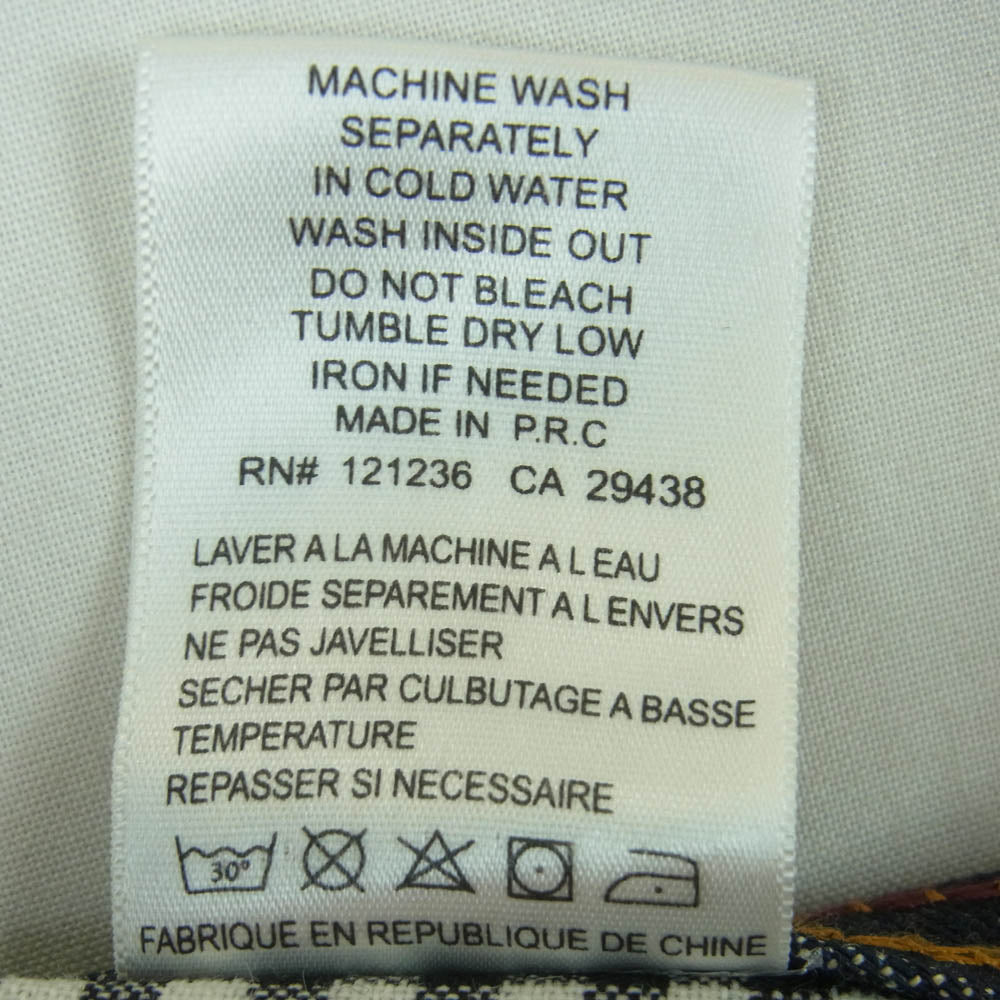 MACHINE WASH
SEPARATELY
IN COLD WATER
WASH INSIDE OUT
DO NOT BLEACH
TUMBLE DRY LOW
IRON IF NEEDED
MADE IN P.R.C
RN# 121236 CA 29438
LAVER A LA MACHINE A L EAU
FROIDE SEPAREMENT A L ENVERS
NE PAS JAVELLISER
SECHER PAR CULBUTAGE A BASSE
TEMPERATURE
REPASSER SI NECESSAIRE
30°
FABRIQUE EN REPUBLIQUE DE CHINE